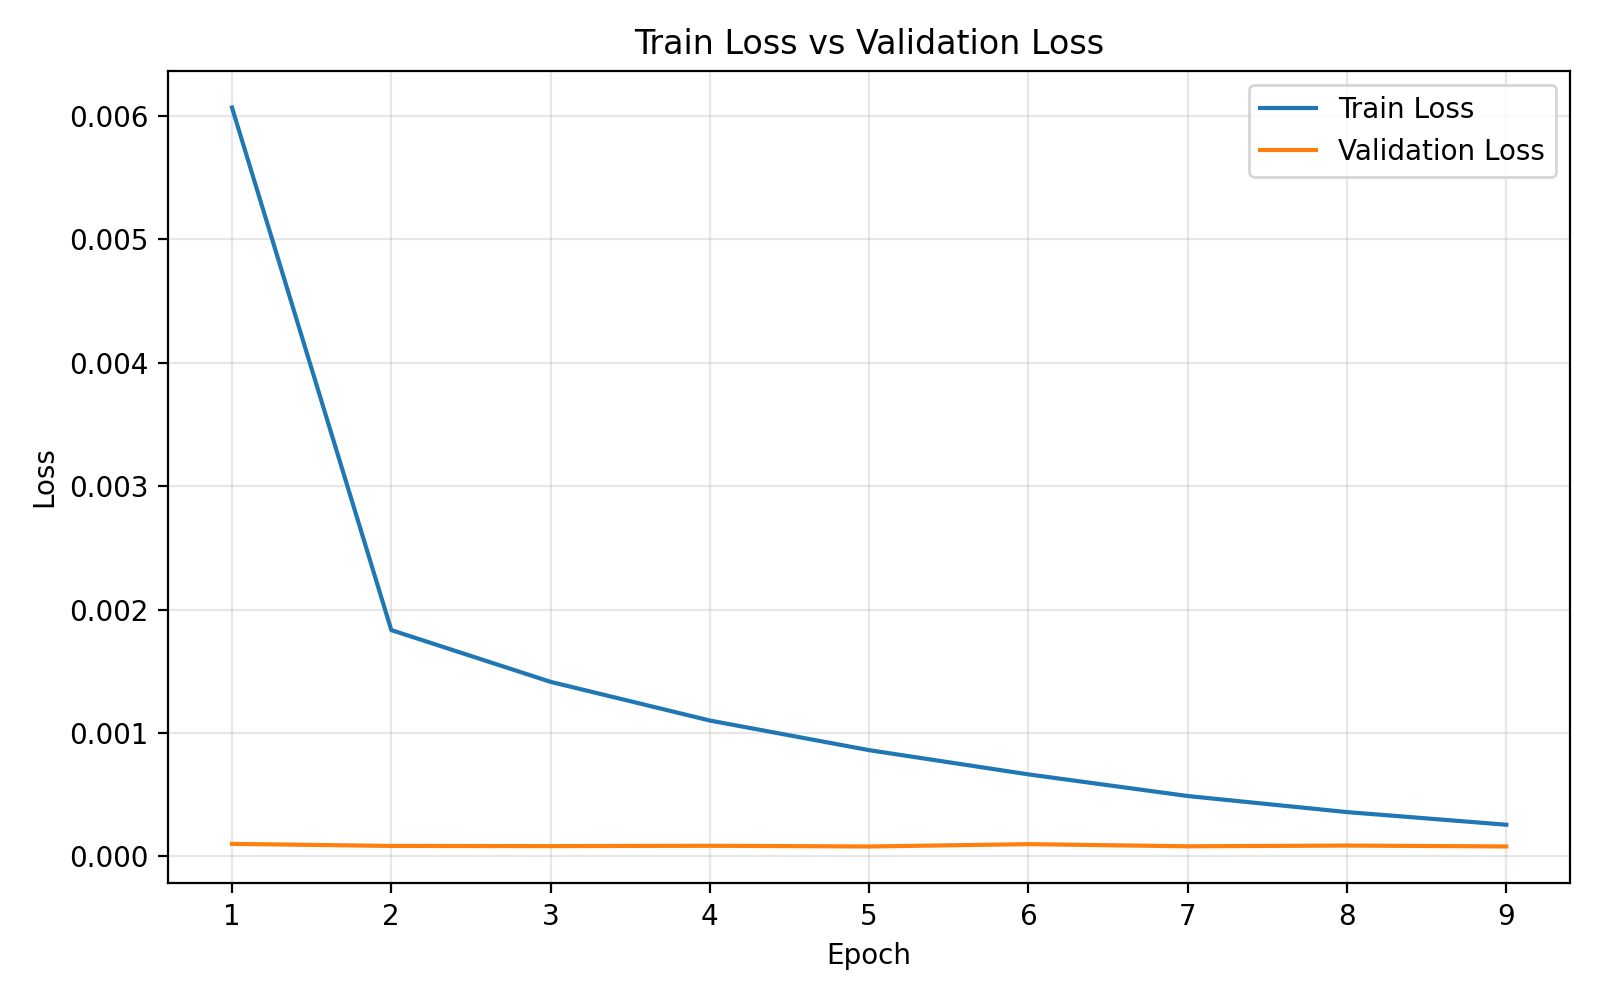 Train Loss vs Validation Loss
Train Loss
Validation Loss
0.006
0.005
0.004
0.003
0.002
0.001
0.000
Loss
1 2 3 4 5 6 7 8 9
Epoch